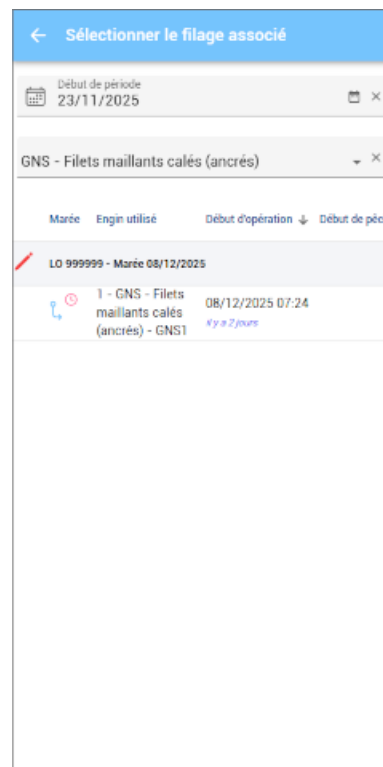 Sélectionner le filage associé
Début de période
23/11/2025
GNS - Filets maillants calés (ancrés)
Marée Engin utilisé Début d'opération Début de pêc
LO 999999 - Marée 08/12/2025
1 - GNS - Filets
maillants calés
(ancrés) - GNS1
08/12/2025 07:24
il y a 2 jours